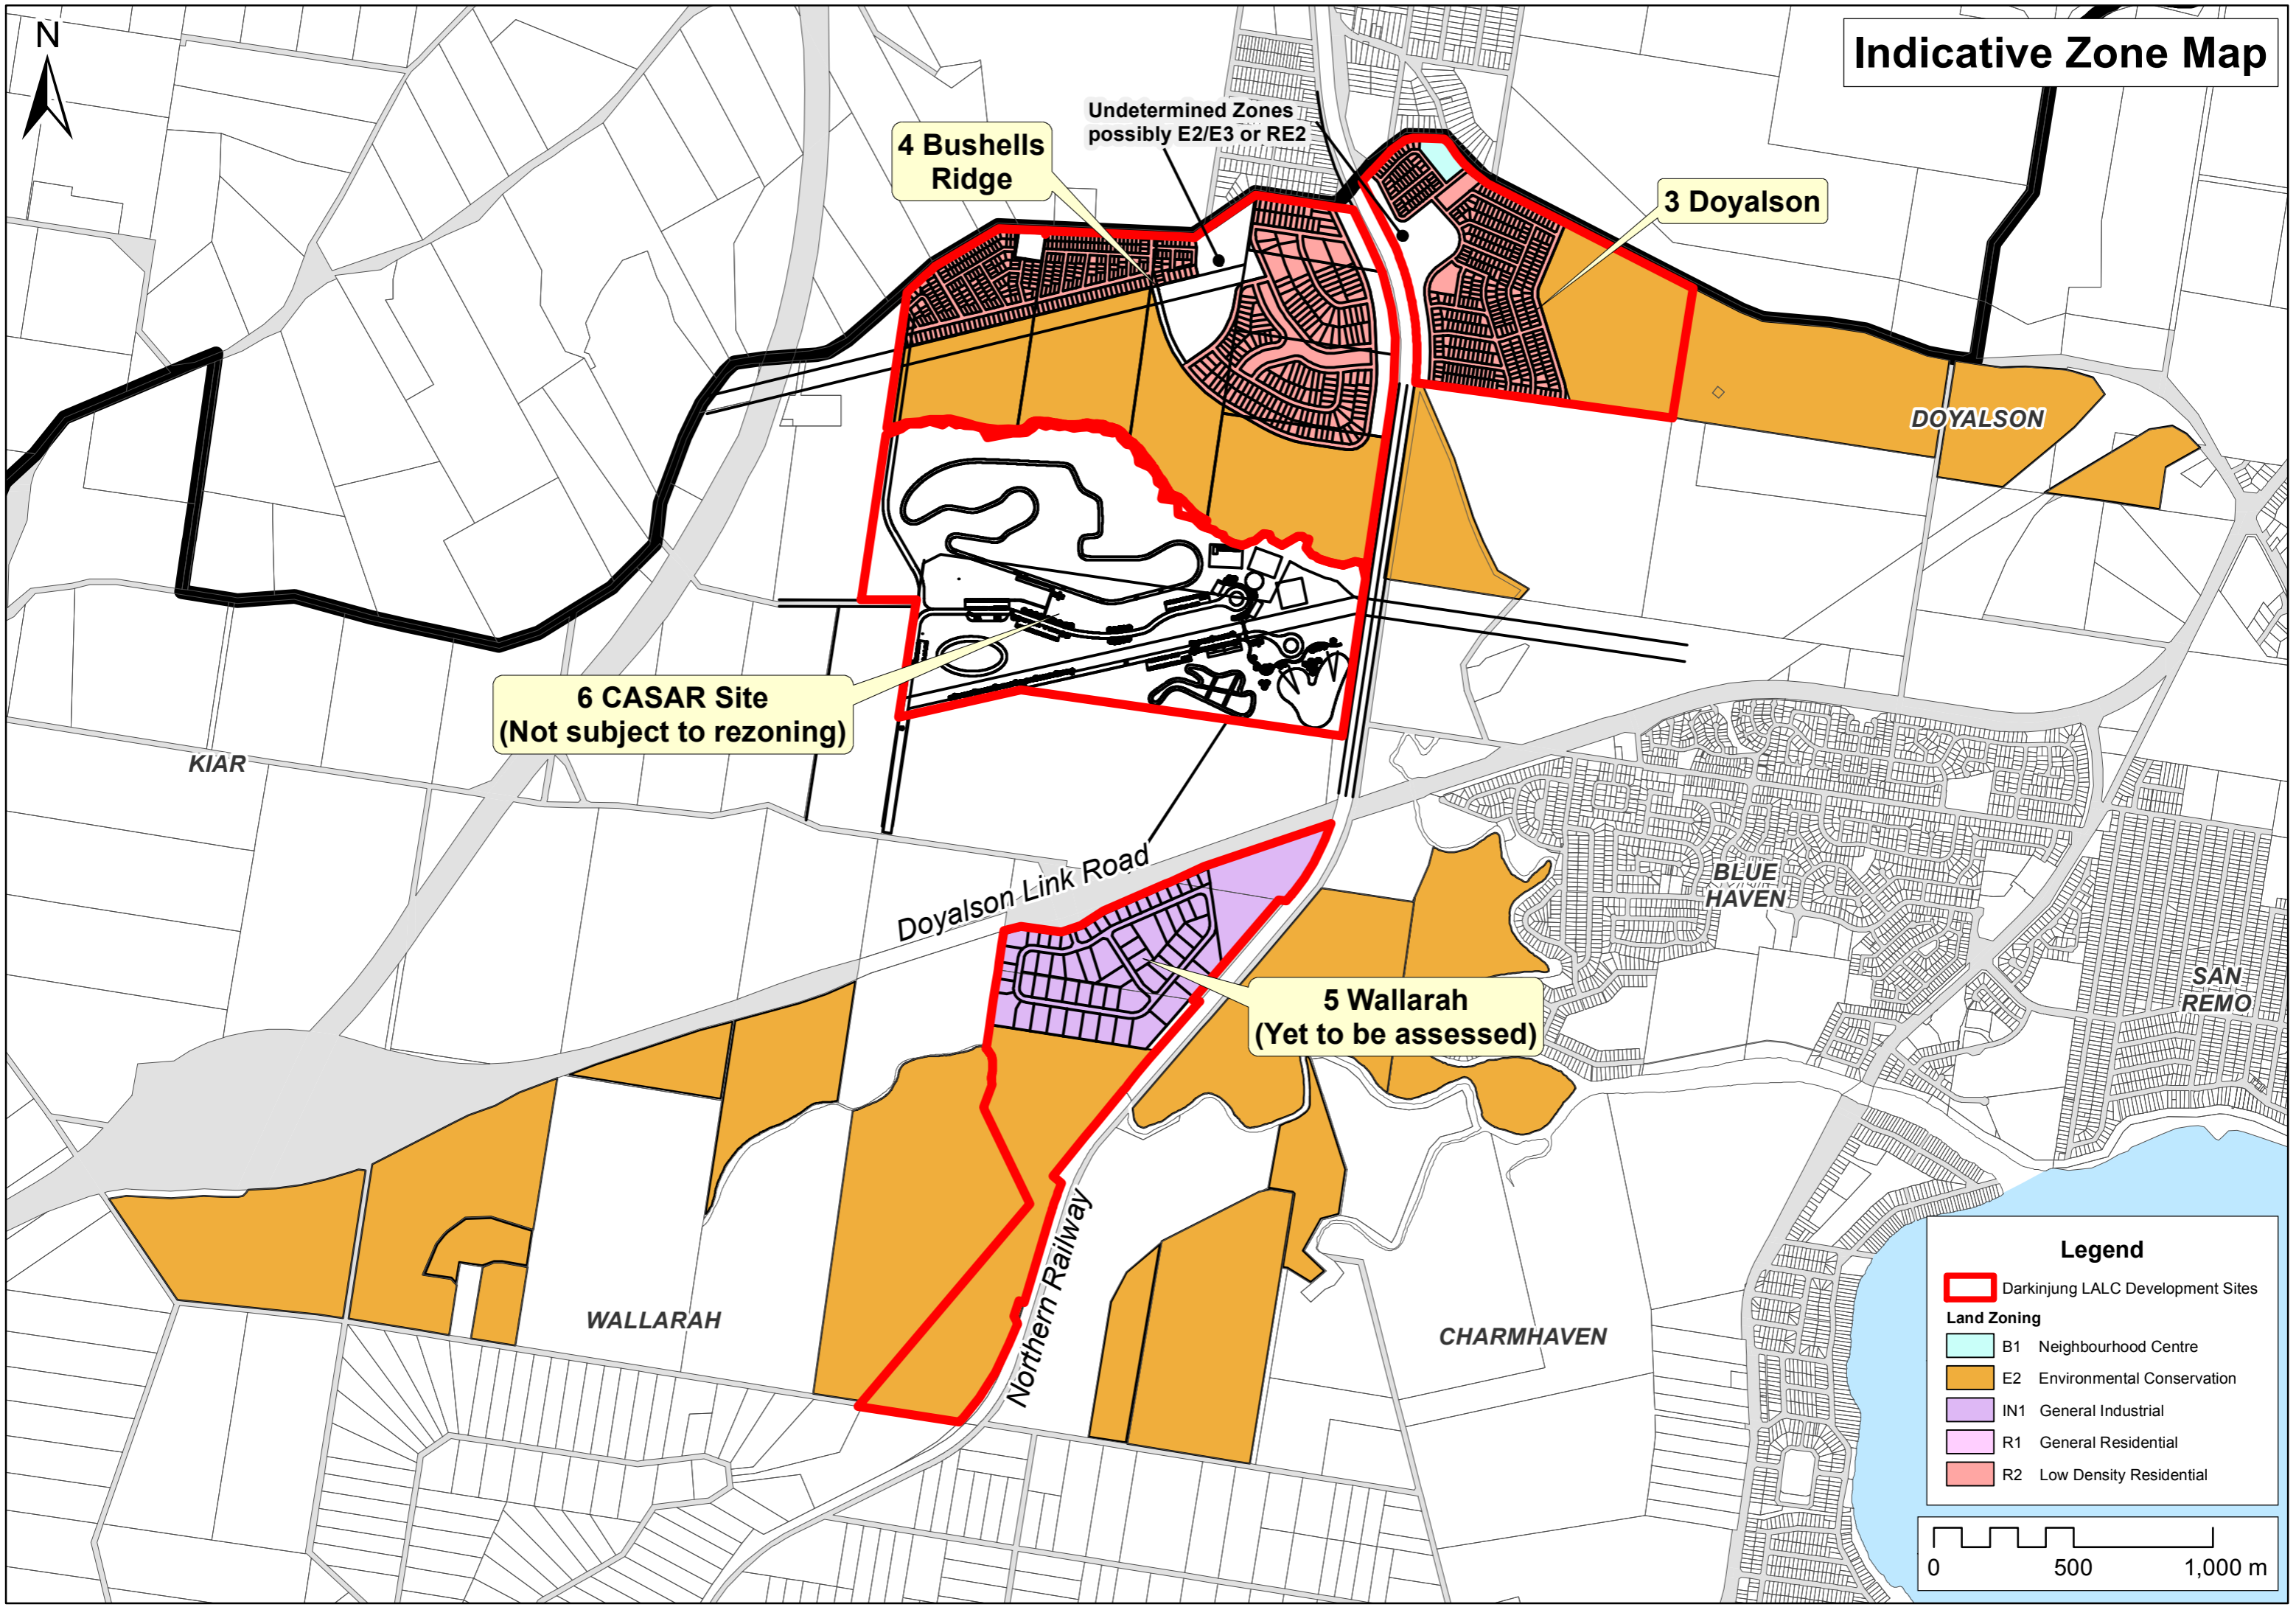 Indicative Zone Map
N
Undetermined Zones
possibly E2/E3 or RE2
4 Bushells
Ridge
3 Doyalson
DOYALSON
6 CASAR Site
(Not subject to rezoning)
KIAR
Doyalson Link Road
BLUE
HAVEN
SAN
REMO
5 Wallarah
(Yet to be assessed)
WALLARAH
Northern Railway
CHARMHAVEN
Legend
Darkinjung LALC Development Sites
Land Zoning
B1 Neighbourhood Centre
E2 Environmental Conservation
IN1 General Industrial
R1 General Residential
R2 Low Density Residential
0 500 1,000 m